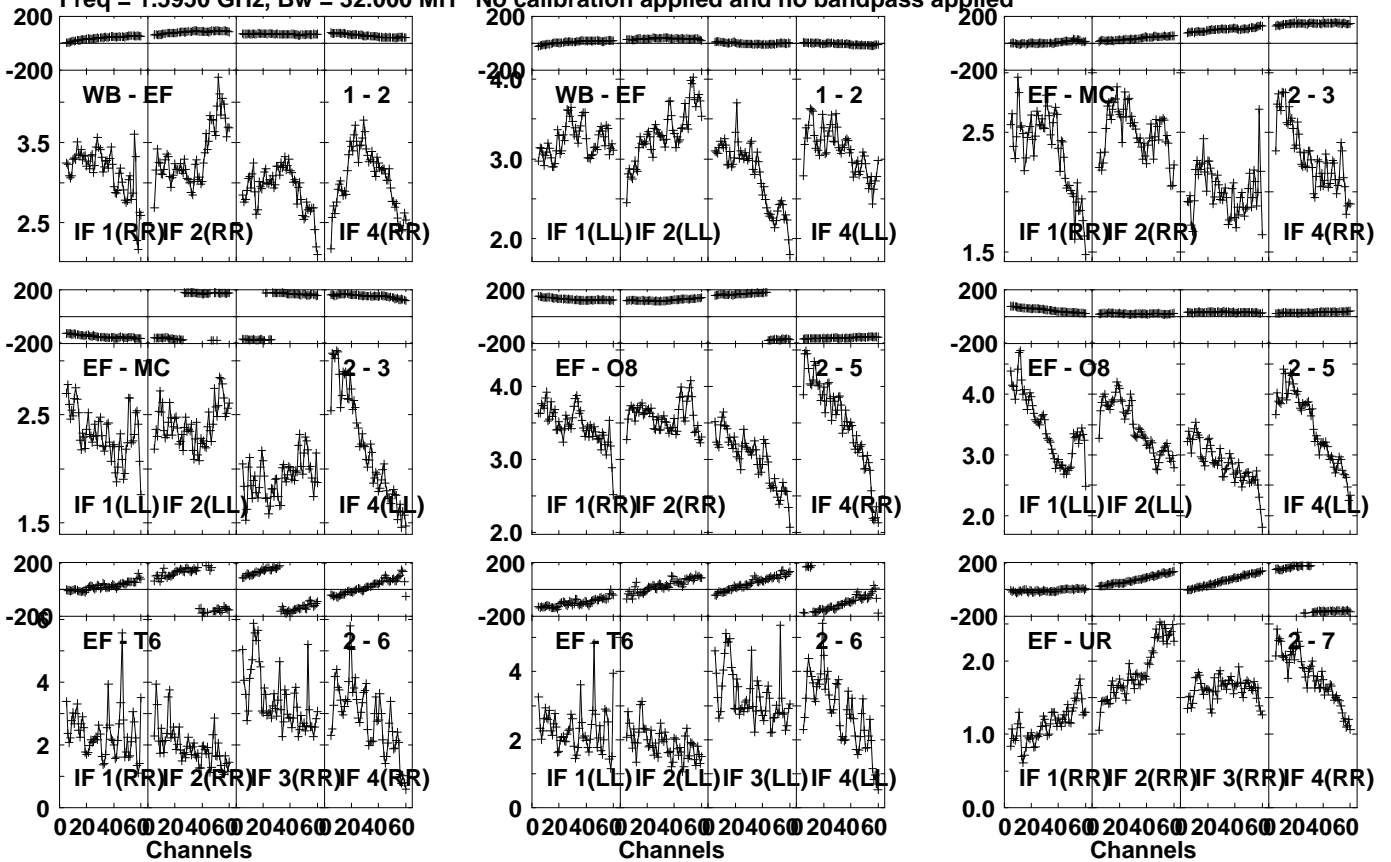 Freq = 1.5950 GHz, Bw = 32.000 MH No calibration applied and no bandpass applied
200 200 200
-200 -200 -200
WB - EF 1 - 2 WB - EF 1 - 2 EF - MC 2 - 3
4.0
3.5 3.0 2.5
2.5 2.0 1.5
IF 1(RR) IF 2(RR) IF 4(RR) IF 1(LL) IF 2(LL) IF 4(LL) IF 1(RR) IF 2(RR) IF 4(RR)
200 200 200
-200 -200 -200
EF - MC 2 - 3 EF - O8 2 - 5 EF - O8 2 - 5
2.5 4.0 4.0
3.0 3.0
1.5 2.0 2.0
IF 1(LL) IF 2(LL) IF 4(LL) IF 1(RR) IF 2(RR) IF 4(RR) IF 1(LL) IF 2(LL) IF 4(LL)
200 200 200
-200 -200 -200
6
EF - T6 2 - 6 EF - T6 2 - 6 EF - UR 2 - 7
4 4 2.0
2 2 1.0
IF 1(RR) IF 2(RR) IF 3(RR) IF 4(RR) IF 1(LL) IF 2(LL) IF 3(LL) IF 4(LL) IF 1(RR) IF 2(RR) IF 3(RR) IF 4(RR)
0 0 0.0
0 20 40 60 0 20 40 60 0 20 40 60 0 20 40 60 0 20 40 60 0 20 40 60 0 20 40 60 0 20 40 60 0 20 40 60 0 20 40 60 0 20 40 60 0 20 40 60
Channels Channels Channels